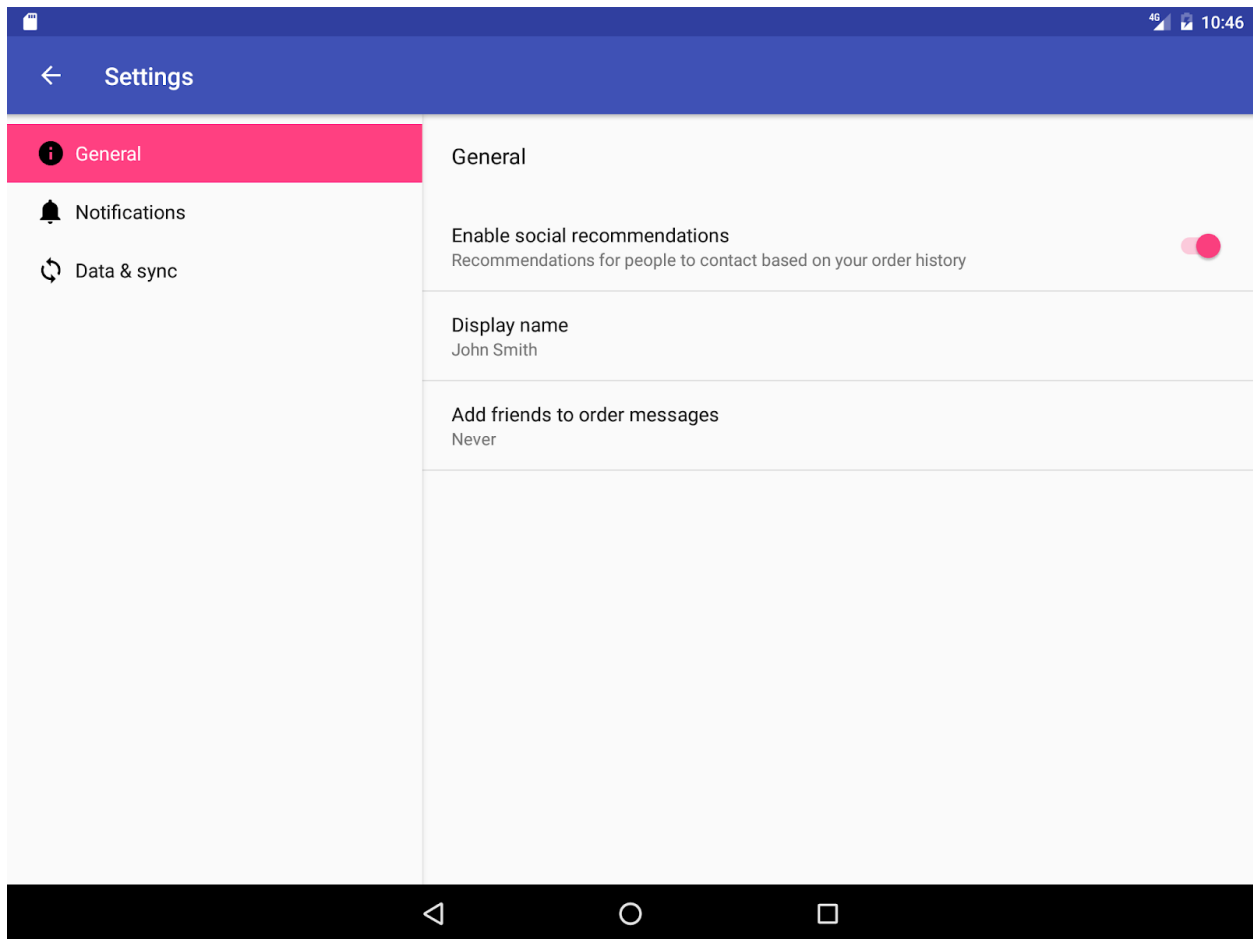 4G 10:46
Settings
General
Notifications
Data & sync
General
Enable social recommendations
Recommendations for people to contact based on your order history
Display name
John Smith
Add friends to order messages
Never